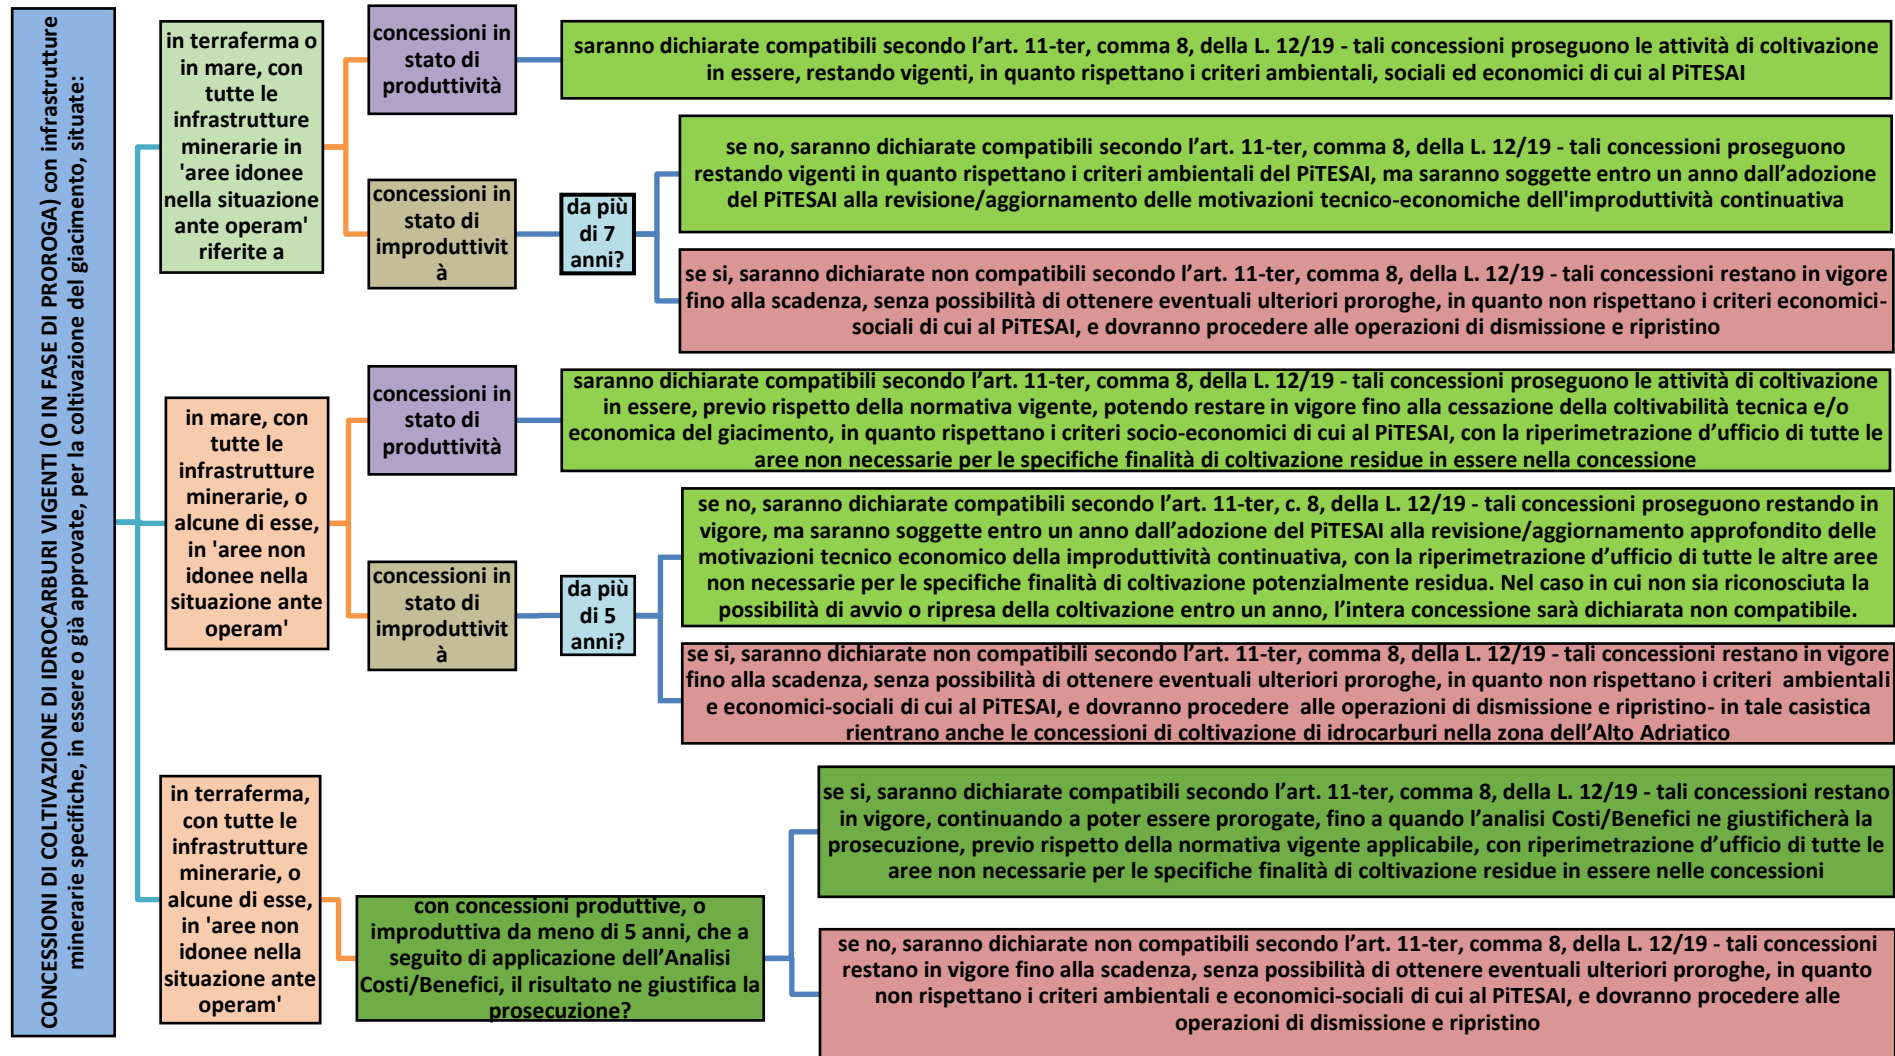 CONCESSIONI DI COLTIVAZIONE DI IDROCARBURI VIGENTI (O IN FASE DI PROROGA) con infrastrutture
minerarie specifiche, in essere o già approvate, per la coltivazione del giacimento, situate:
in terraferma o
in mare, con
tutte le
infrastrutture
minerarie in
'aree idonee
nella situazione
ante operam'
riferite a
concessioni in
stato di
produttività
saranno dichiarate compatibili secondo l’art. 11-ter, comma 8, della L. 12/19 - tali concessioni proseguono le attività di coltivazione
in essere, restando vigenti, in quanto rispettano i criteri ambientali, sociali ed economici di cui al PiTESAI
concessioni in
stato di
improduttivit
à
da più
di 7
anni?
se no, saranno dichiarate compatibili secondo l’art. 11-ter, comma 8, della L. 12/19 - tali concessioni proseguono
restando vigenti in quanto rispettano i criteri ambientali del PiTESAI, ma saranno soggette entro un anno dall’adozione
del PiTESAI alla revisione/aggiornamento delle motivazioni tecnico-economiche dell'improduttività continuativa
se si, saranno dichiarate non compatibili secondo l’art. 11-ter, comma 8, della L. 12/19 - tali concessioni restano in vigore
fino alla scadenza, senza possibilità di ottenere eventuali ulteriori proroghe, in quanto non rispettano i criteri economici-
sociali di cui al PiTESAI, e dovranno procedere alle operazioni di dismissione e ripristino
in mare, con
tutte le
infrastrutture
minerarie, o
alcune di esse,
in 'aree non
idonee nella
situazione ante
operam'
concessioni in
stato di
produttività
saranno dichiarate compatibili secondo l’art. 11-ter, comma 8, della L. 12/19 - tali concessioni proseguono le attività di coltivazione
in essere, previo rispetto della normativa vigente, potendo restare in vigore fino alla cessazione della coltivabilità tecnica e/o
economica del giacimento, in quanto rispettano i criteri socio-economici di cui al PiTESAI, con la riperimetrazione d’ufficio di tutte le
aree non necessarie per le specifiche finalità di coltivazione residue in essere nella concessione
concessioni in
stato di
improduttivit
à
da più
di 5
anni?
se no, saranno dichiarate compatibili secondo l’art. 11-ter, c. 8, della L. 12/19 - tali concessioni proseguono restando in
vigore, ma saranno soggette entro un anno dall’adozione del PiTESAI alla revisione/aggiornamento approfondito delle
motivazioni tecnico economico della improduttività continuativa, con la riperimetrazione d’ufficio di tutte le altre aree
non necessarie per le specifiche finalità di coltivazione potenzialmente residua. Nel caso in cui non sia riconosciuta la
possibilità di avvio o ripresa della coltivazione entro un anno, l’intera concessione sarà dichiarata non compatibile.
se si, saranno dichiarate non compatibili secondo l’art. 11-ter, comma 8, della L. 12/19 - tali concessioni restano in vigore
fino alla scadenza, senza possibilità di ottenere eventuali ulteriori proroghe, in quanto non rispettano i criteri ambientali
e economici-sociali di cui al PiTESAI, e dovranno procedere alle operazioni di dismissione e ripristino- in tale casistica
rientrano anche le concessioni di coltivazione di idrocarburi nella zona dell’Alto Adriatico
in terraferma,
con tutte le
infrastrutture
minerarie, o
alcune di esse,
in 'aree non
idonee nella
situazione ante
operam'
con concessioni produttive, o
improduttiva da meno di 5 anni, che a
seguito di applicazione dell’Analisi
Costi/Benefici, il risultato ne giustifica la
prosecuzione?
se si, saranno dichiarate compatibili secondo l’art. 11-ter, comma 8, della L. 12/19 - tali concessioni restano
in vigore, continuando a poter essere prorogate, fino a quando l’analisi Costi/Benefici ne giustificherà la
prosecuzione, previo rispetto della normativa vigente applicabile, con riperimetrazione d’ufficio di tutte le
aree non necessarie per le specifiche finalità di coltivazione residue in essere nelle concessioni
se no, saranno dichiarate non compatibili secondo l’art. 11-ter, comma 8, della L. 12/19 - tali concessioni
restano in vigore fino alla scadenza, senza possibilità di ottenere eventuali ulteriori proroghe, in quanto
non rispettano i criteri ambientali e economici-sociali di cui al PiTESAI, e dovranno procedere alle
operazioni di dismissione e ripristino